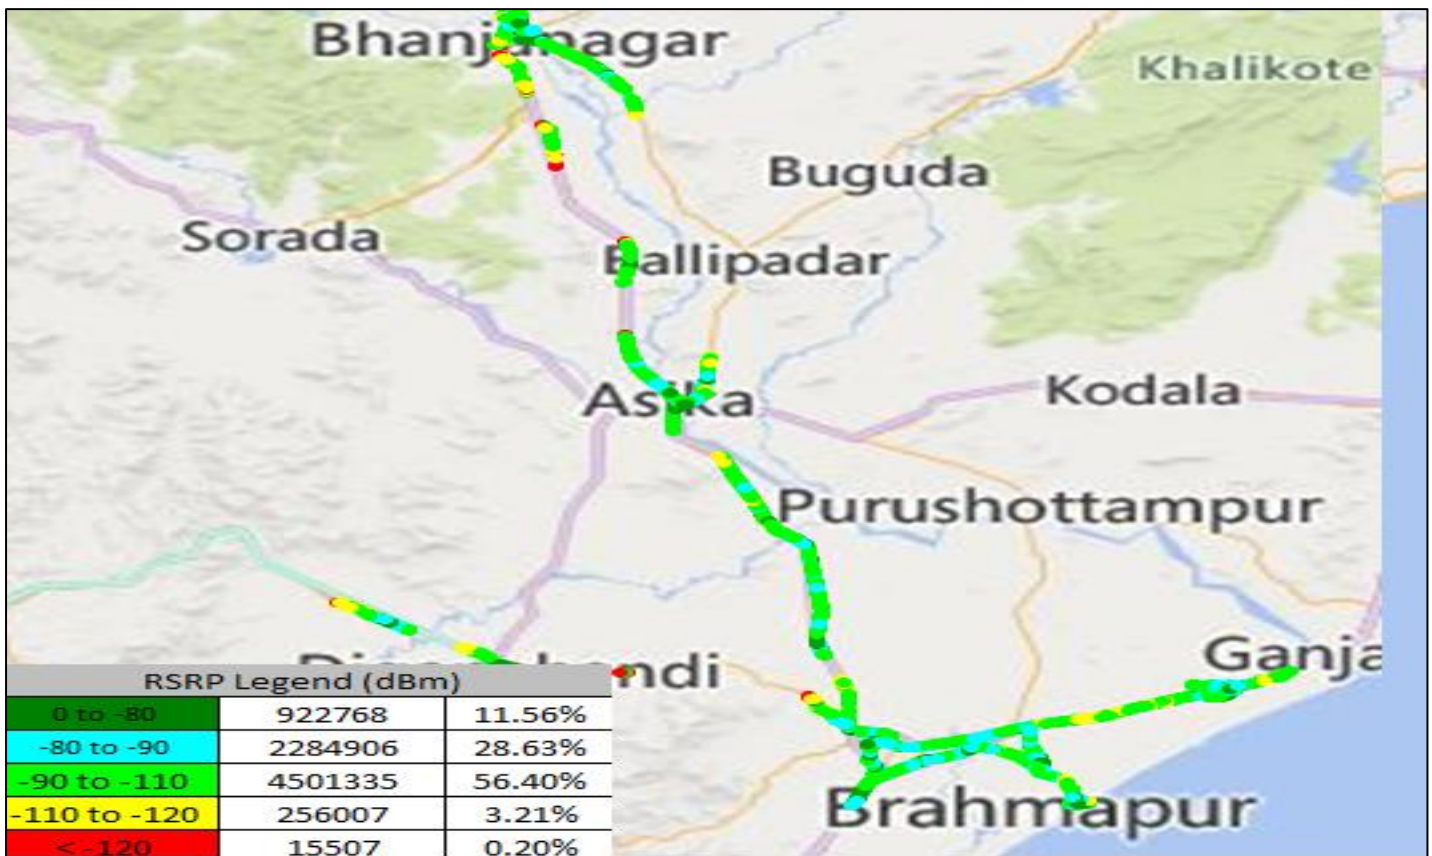 Bhanjanagar
Khalikote
Buguda
Sorada
Ballipadar
Asika
Kodala
Purushottampur
Ganja
ndi
RSRP Legend (dBm)
0 to -80 922768 11.56%
-80 to -90 2284906 28.63%
-90 to -110 4501335 56.40%
-110 to -120 256007 3.21%
< -120 15507 0.20%
Brahmapur